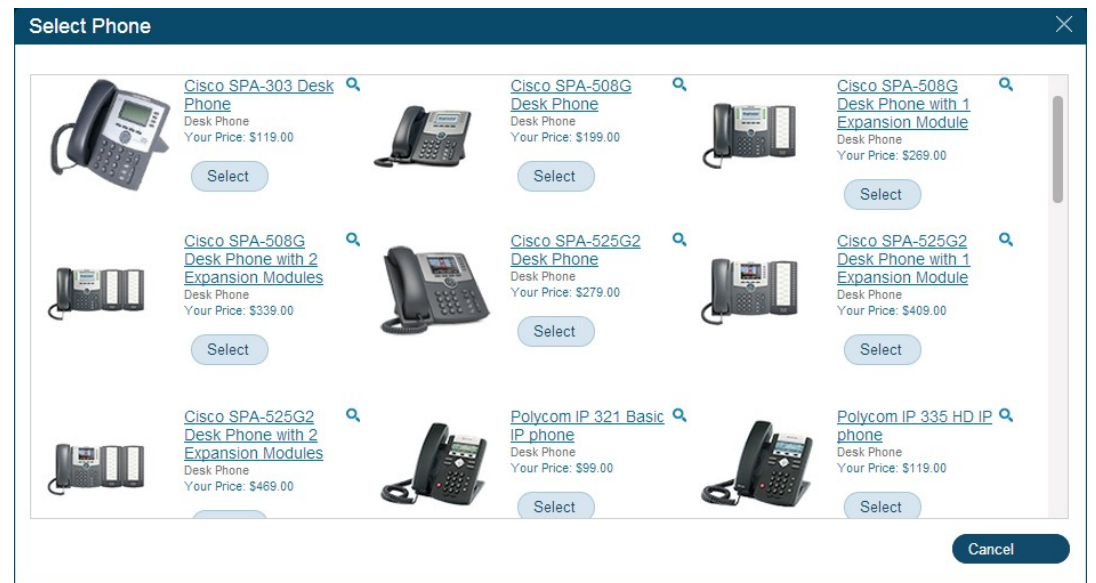 Select Phone
Cisco SPA-303 Desk
Phone
Desk Phone
Your Price: $119.00
Select
Cisco SPA-508G
Desk Phone
Desk Phone
Your Price: $199.00
Select
Cisco SPA-508G
Desk Phone with 1
Expansion Module
Desk Phone
Your Price: $269.00
Select
Cisco SPA-508G
Desk Phone with 2
Expansion Modules
Desk Phone
Your Price: $339.00
Select
Cisco SPA-525G2
Desk Phone
Desk Phone
Your Price: $279.00
Select
Cisco SPA-525G2
Desk Phone with 1
Expansion Module
Desk Phone
Your Price: $409.00
Select
Cisco SPA-525G2
Desk Phone with 2
Expansion Modules
Desk Phone
Your Price: $469.00
Polycom IP 321 Basic
IP phone
Desk Phone
Your Price: $99.00
Select
Polycom IP 335 HD IP
phone
Desk Phone
Your Price: $119.00
Select
Cancel